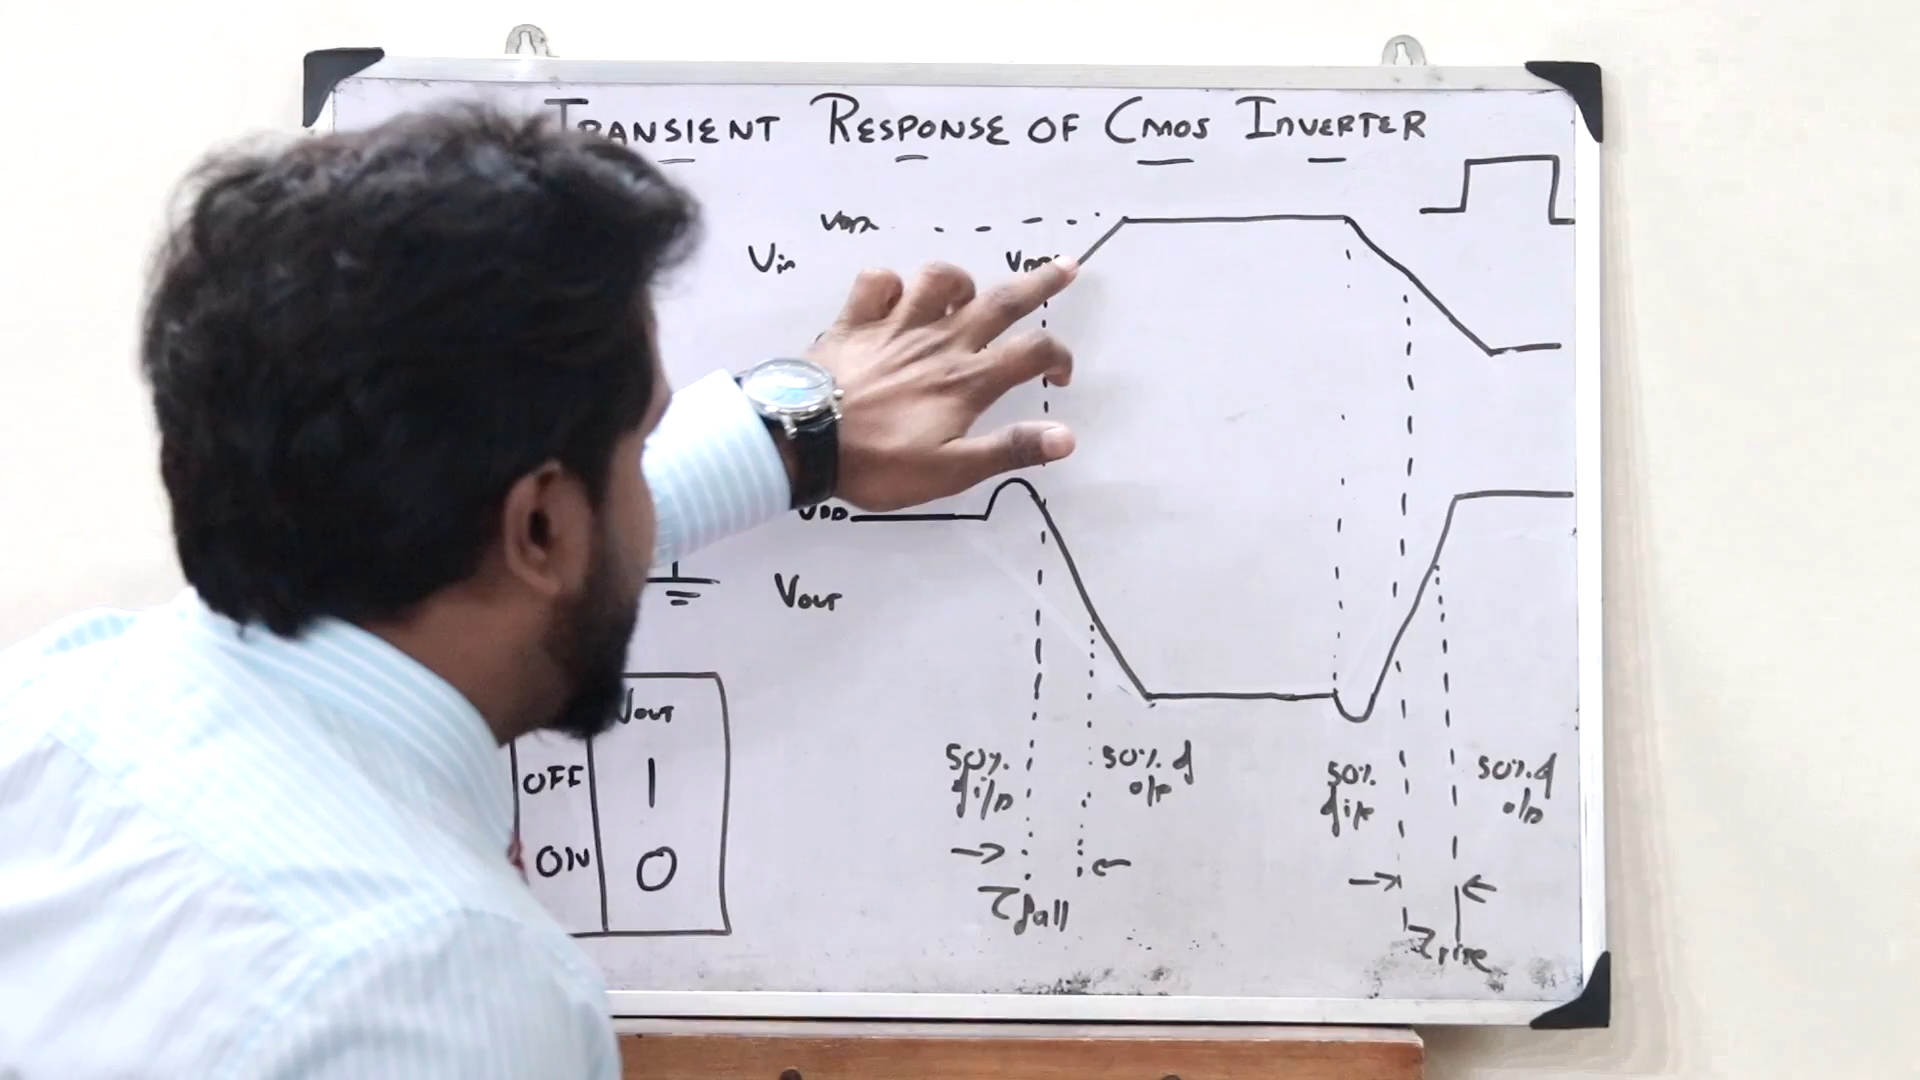 TRANSIENT RESPONSE OF CMOS INVERTER
VDD
Vin
VDD
VOUT
VOUT
OFF 1
ON 0
50% of i/p
50% of o/p
50% of i/p
50% of o/p
τfall
τrise